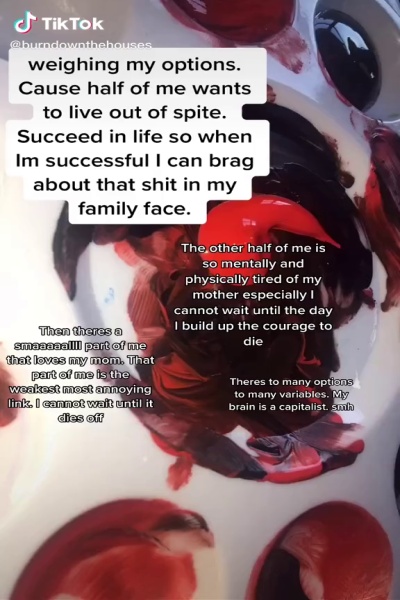 TikTok
@burndownthehouses
weighing my options.
Cause half of me wants
to live out of spite.
Succeed in life so when
Im successful I can brag
about that shit in my
family face.
The other half of me is
so mentally and
physically tired of my
mother especially I
cannot wait until the day
I build up the courage to
die
Then theres a
smaaaaallll part of me
that loves my mom. That
part of me is the
weakest most annoying
link. I cannot wait until it
dies off
Theres to many options
to many variables. My
brain is a capitalist. smh